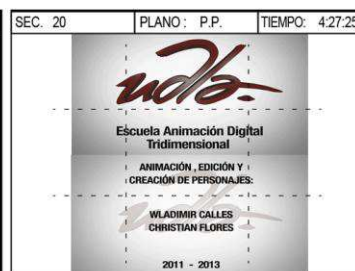 SEC. 20 PLANO : P.P. TIEMPO: 4:27:25
udla
Escuela Animación Digital
Tridimensional
ANIMACIÓN , EDICIÓN Y
CREACIÓN DE PERSONAJES:
WLADIMIR CALLES
CHRISTIAN FLORES
2011 - 2013